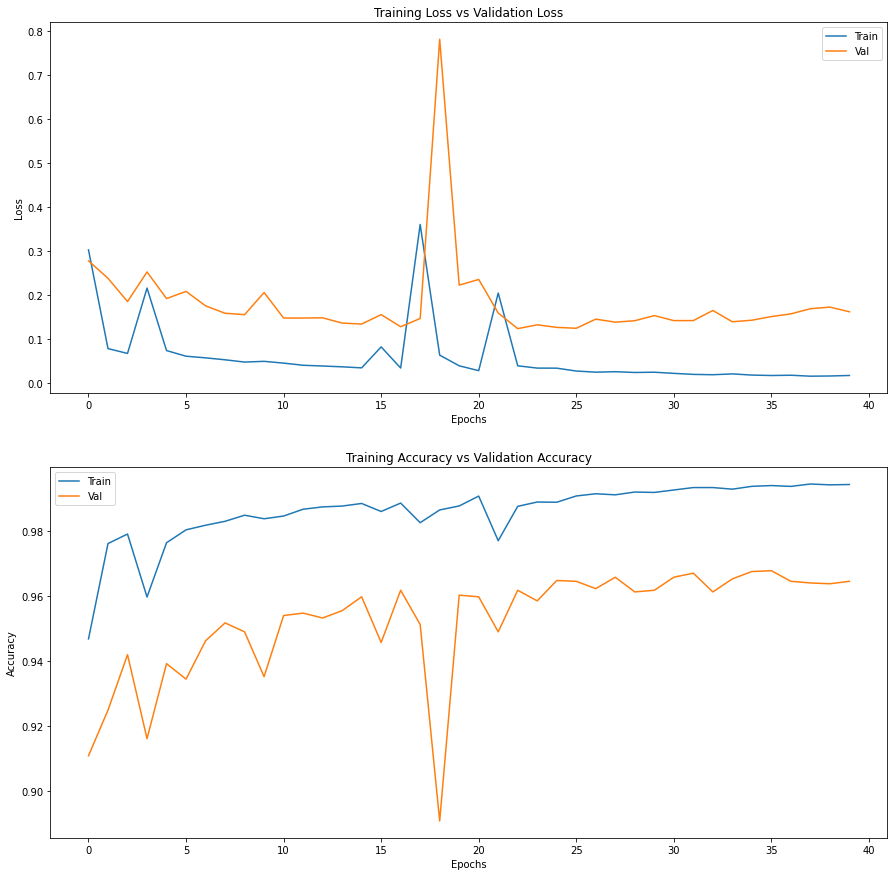 Training Loss vs Validation Loss
Train
Val
0.8
0.7
0.6
0.5
0.4
0.3
0.2
0.1
0.0
Loss
0 5 10 15 20 25 30 35 40
Epochs
Training Accuracy vs Validation Accuracy
Train
Val
0.98
0.96
0.94
0.92
0.90
Accuracy
0 5 10 15 20 25 30 35 40
Epochs